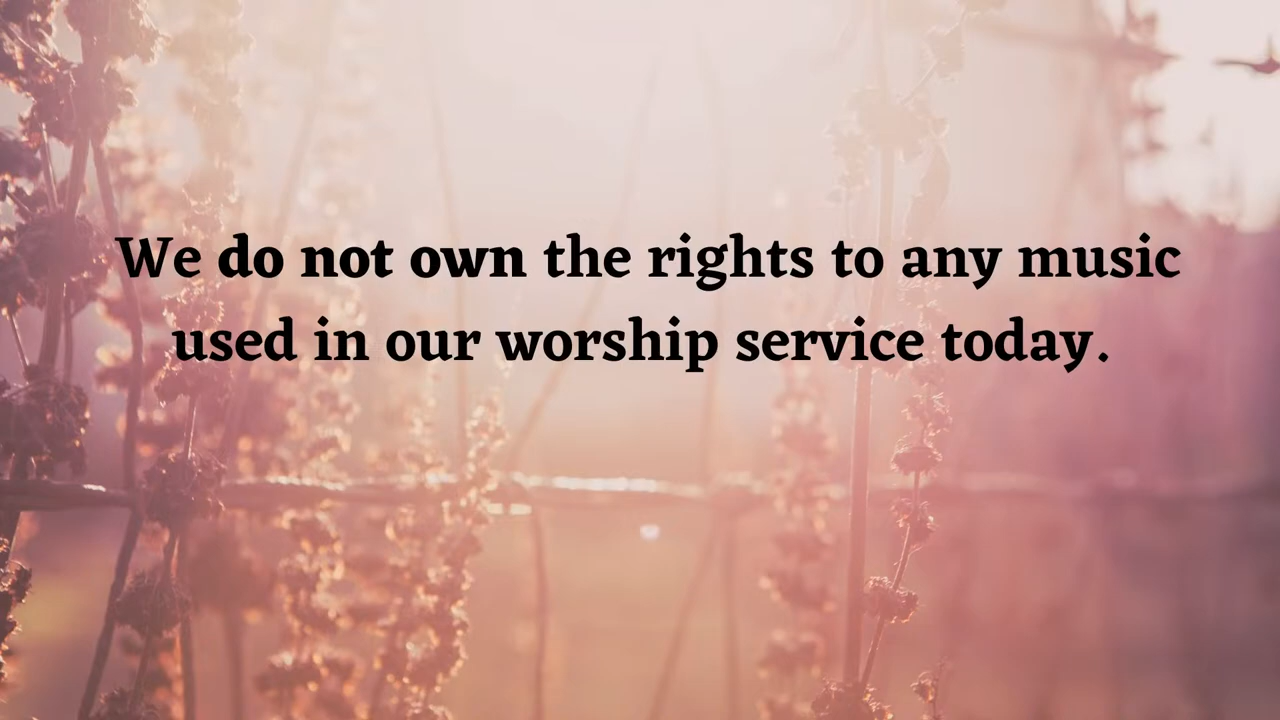 We do not own the rights to any music
used in our worship service today.